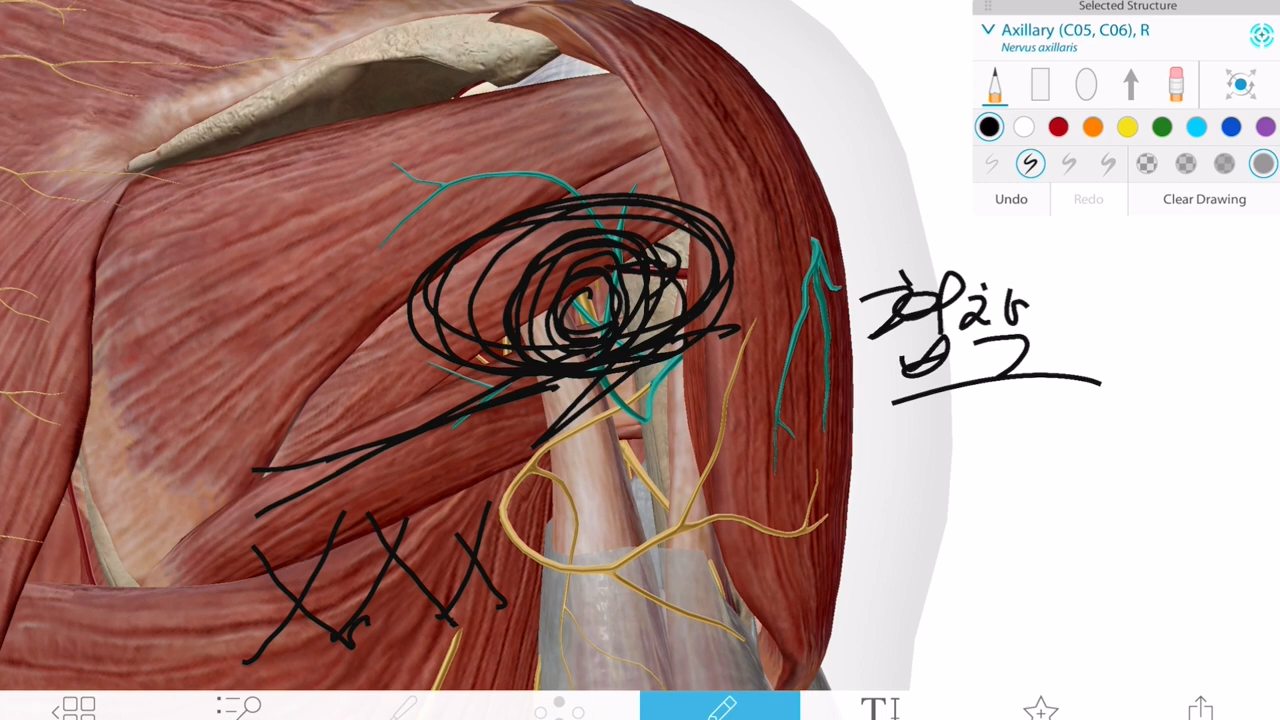 Selected Structure
Axillary (C05, C06), R
Nervus axillaris
Undo Redo Clear Drawing